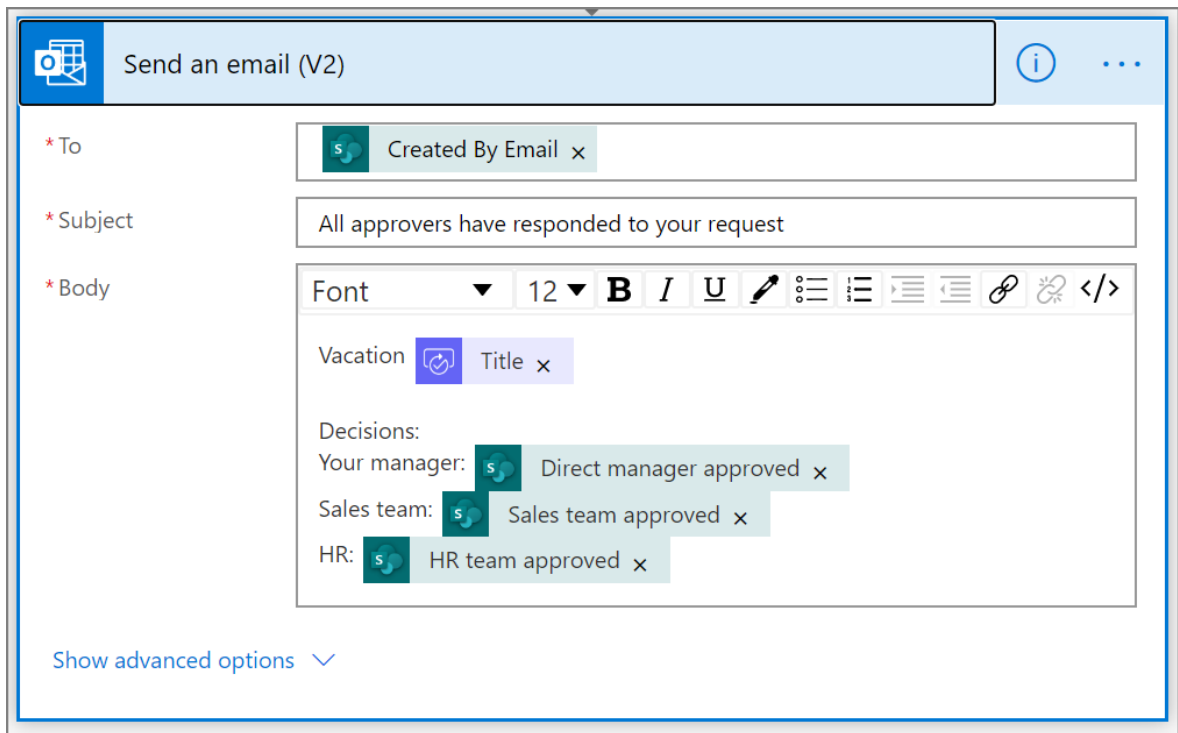 Send an email (V2)
* To
Created By Email ×
* Subject
All approvers have responded to your request
* Body
Font 12 B I U </>
Vacation Title ×
Decisions:
Your manager: Direct manager approved ×
Sales team: Sales team approved ×
HR: HR team approved ×
Show advanced options